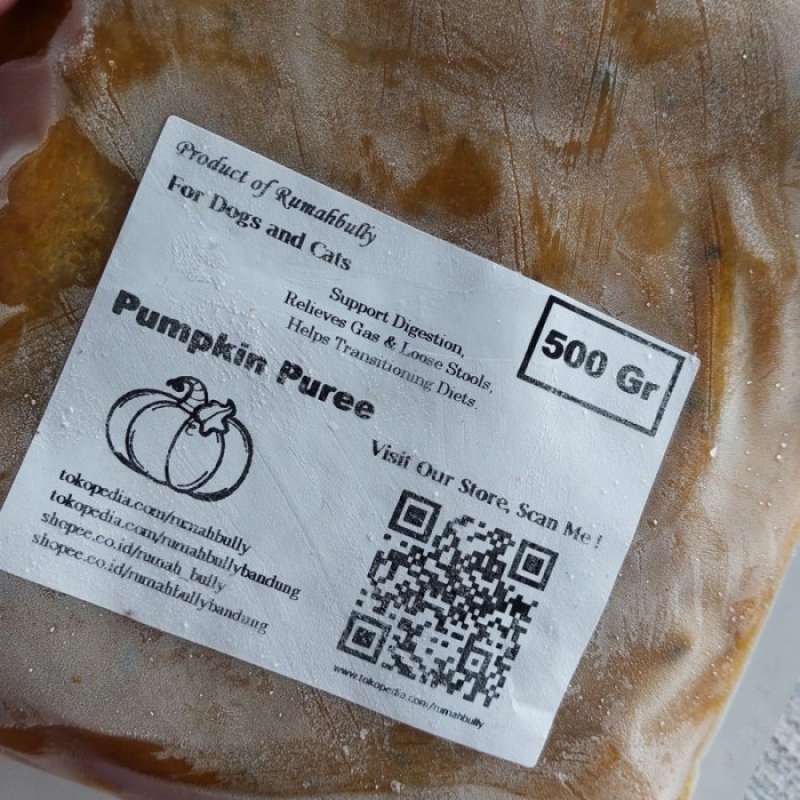 Product of Rumahbully
For Dogs and Cats
Support Digestion,
Relieves Gas & Loose Stools,
Helps Transitioning Diets.
500 Gr
Pumpkin Puree
Visit Our Store, Scan Me !
tokopedia.com/rumahbully
tokopedia.com/rumahbullybandung
shopee.co.id/rumah_bully
shopee.co.id/rumahbullybandung
www.tokopedia.com/rumahbully